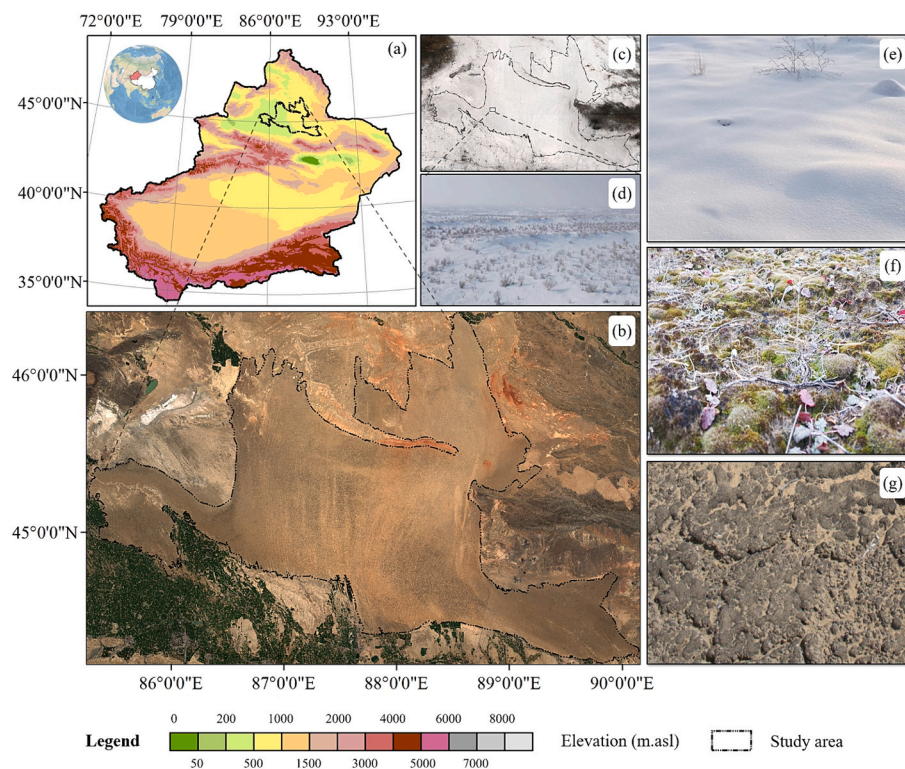 72°0'0"E 79°0'0"E 86°0'0"E 93°0'0"E
(a)
45°0'0"N
40°0'0"N
35°0'0"N
(c)
(d)
(e)
(f)
(g)
(b)
46°0'0"N
45°0'0"N
86°0'0"E 87°0'0"E 88°0'0"E 89°0'0"E 90°0'0"E
0 200 1000 2000 4000 6000 8000
Legend Elevation (m.asl) Study area
50 500 1500 3000 5000 7000